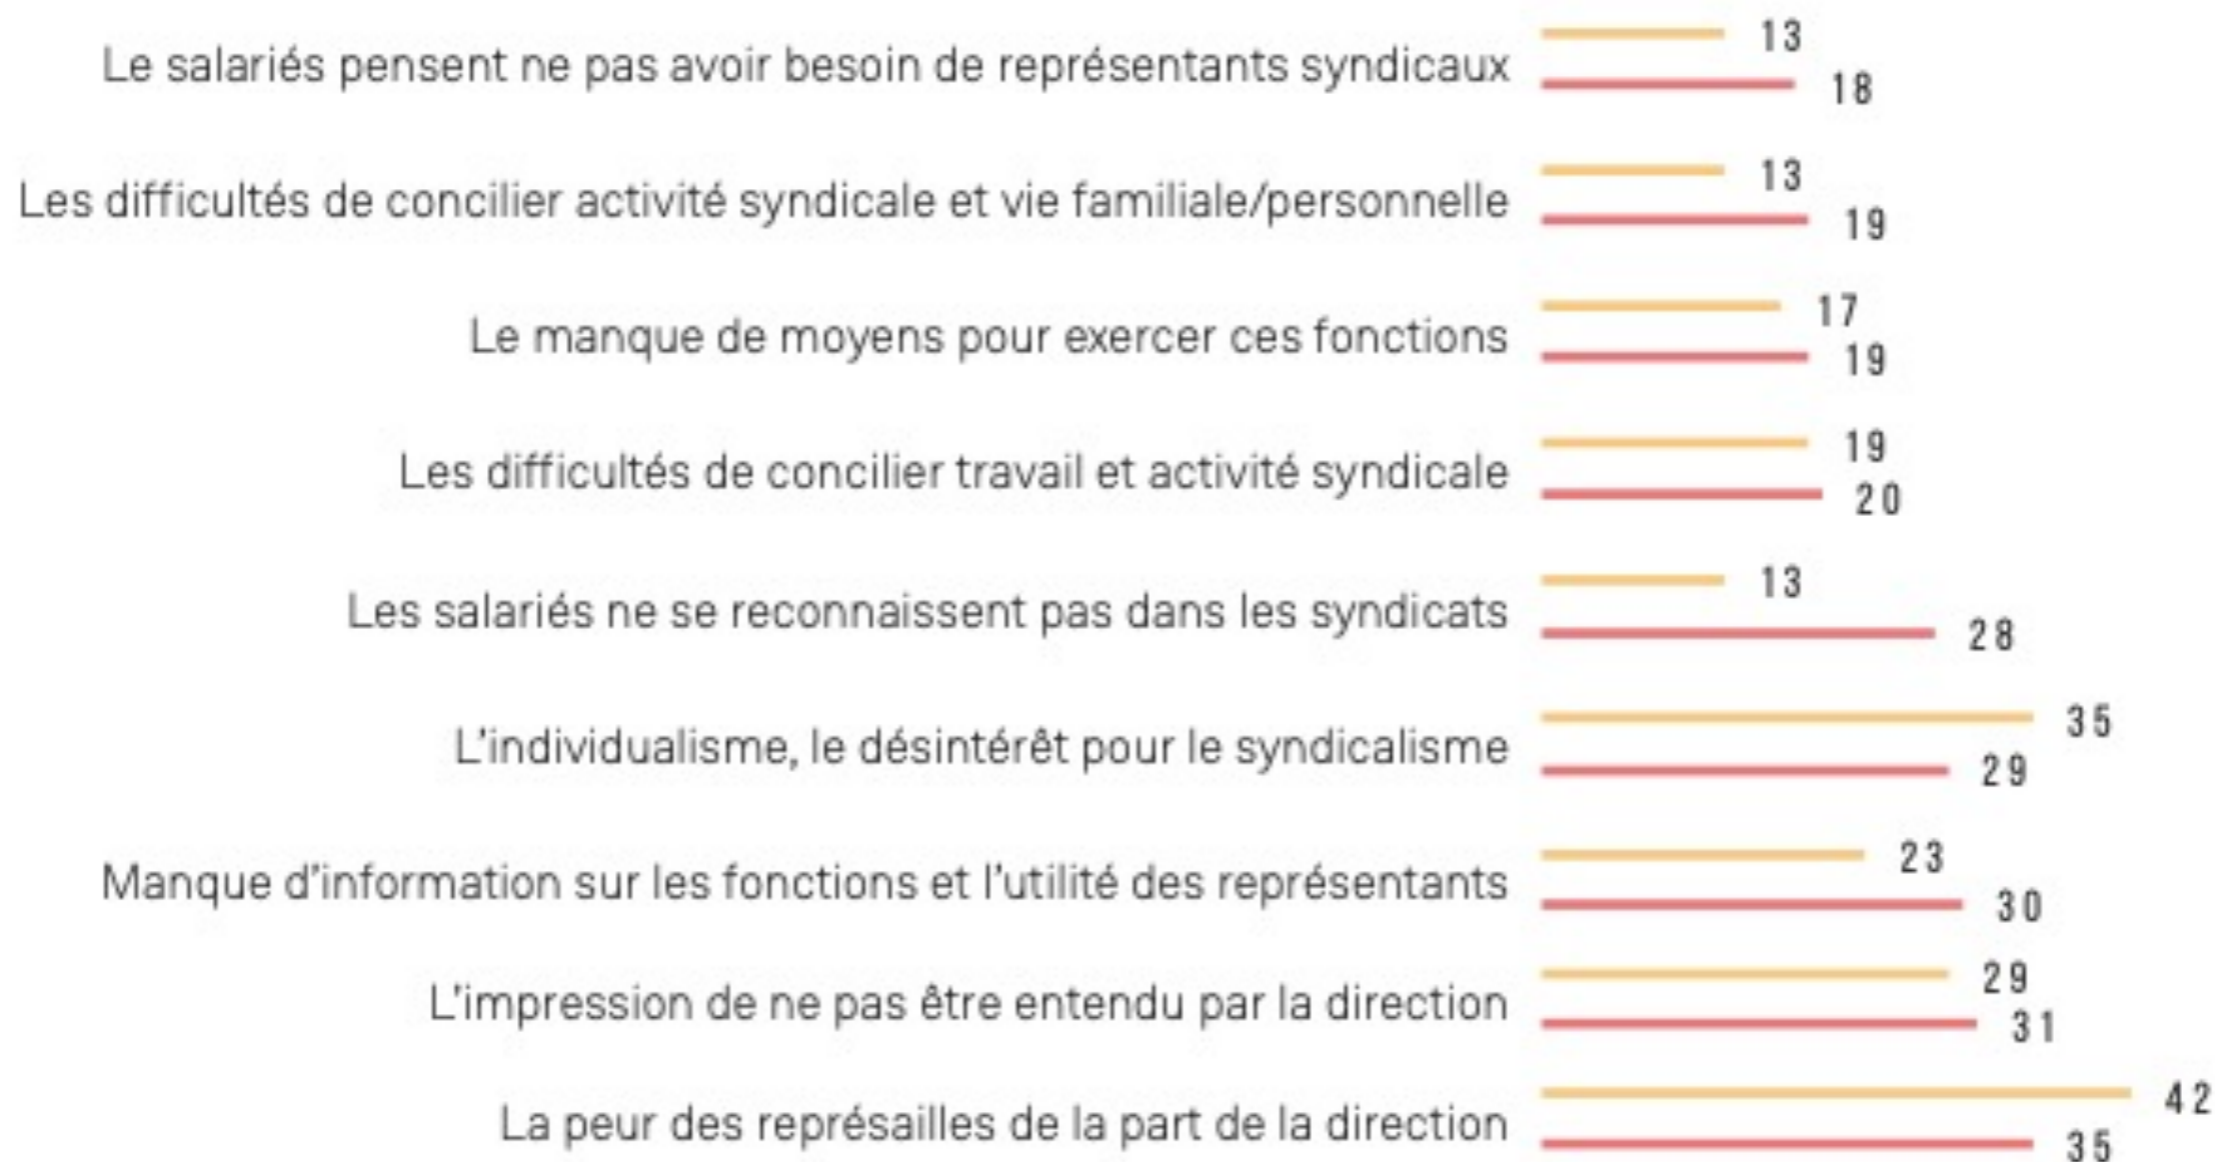 13
Le salariés pensent ne pas avoir besoin de représentants syndicaux
18
13
Les difficultés de concilier activité syndicale et vie familiale/personnelle
19
17
Le manque de moyens pour exercer ces fonctions
19
19
Les difficultés de concilier travail et activité syndicale
20
13
Les salariés ne se reconnaissent pas dans les syndicats
28
35
L'individualisme, le désintérêt pour le syndicalisme
29
23
Manque d'information sur les fonctions et l'utilité des représentants
30
29
L'impression de ne pas être entendu par la direction
31
42
La peur des représailles de la part de la direction
35